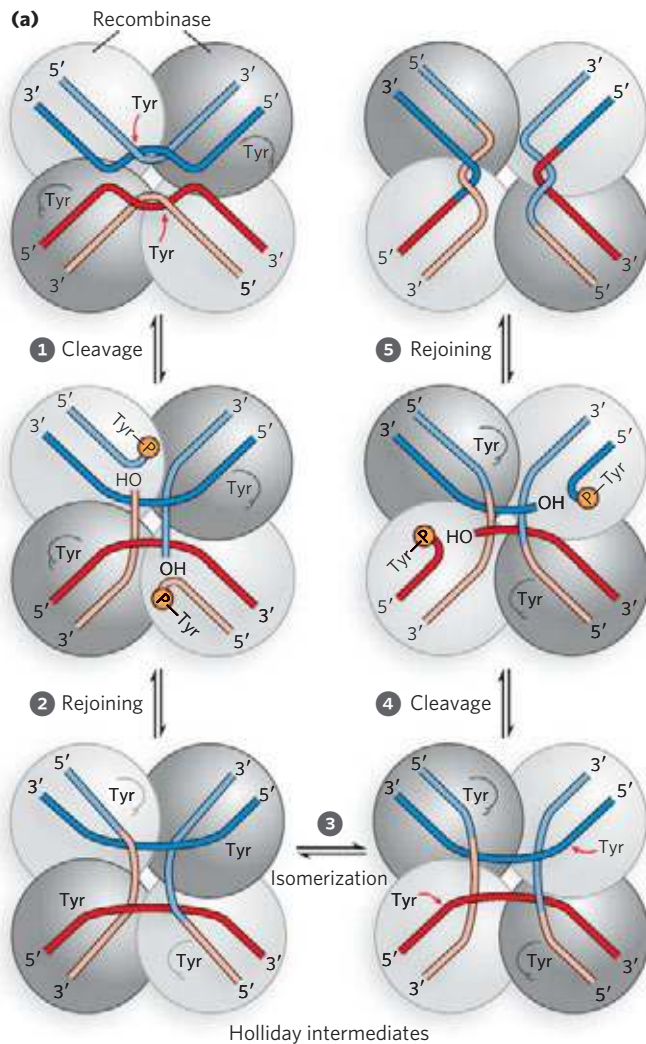 (a)
Recombinase
5′
3′
Tyr
3′
5′
Tyr
Tyr
Tyr
5′
3′
3′
5′
1 Cleavage
5′
3′
Tyr
P
HO
3′
5′
Tyr
Tyr
OH
P
Tyr
5′
3′
3′
5′
2 Rejoining
5′
3′
Tyr
3′
5′
Tyr
Tyr
Tyr
5′
3′
3′
5′
3
Isomerization
5′
3′
3′
5′
5′
3′
3′
5′
5 Rejoining
5′
3′
Tyr
3′
5′
OH
P
Tyr
P
HO
Tyr
Tyr
5′
3′
3′
5′
4 Cleavage
5′
3′
Tyr
3′
5′
Tyr
Tyr
Tyr
5′
3′
3′
5′
Holliday intermediates